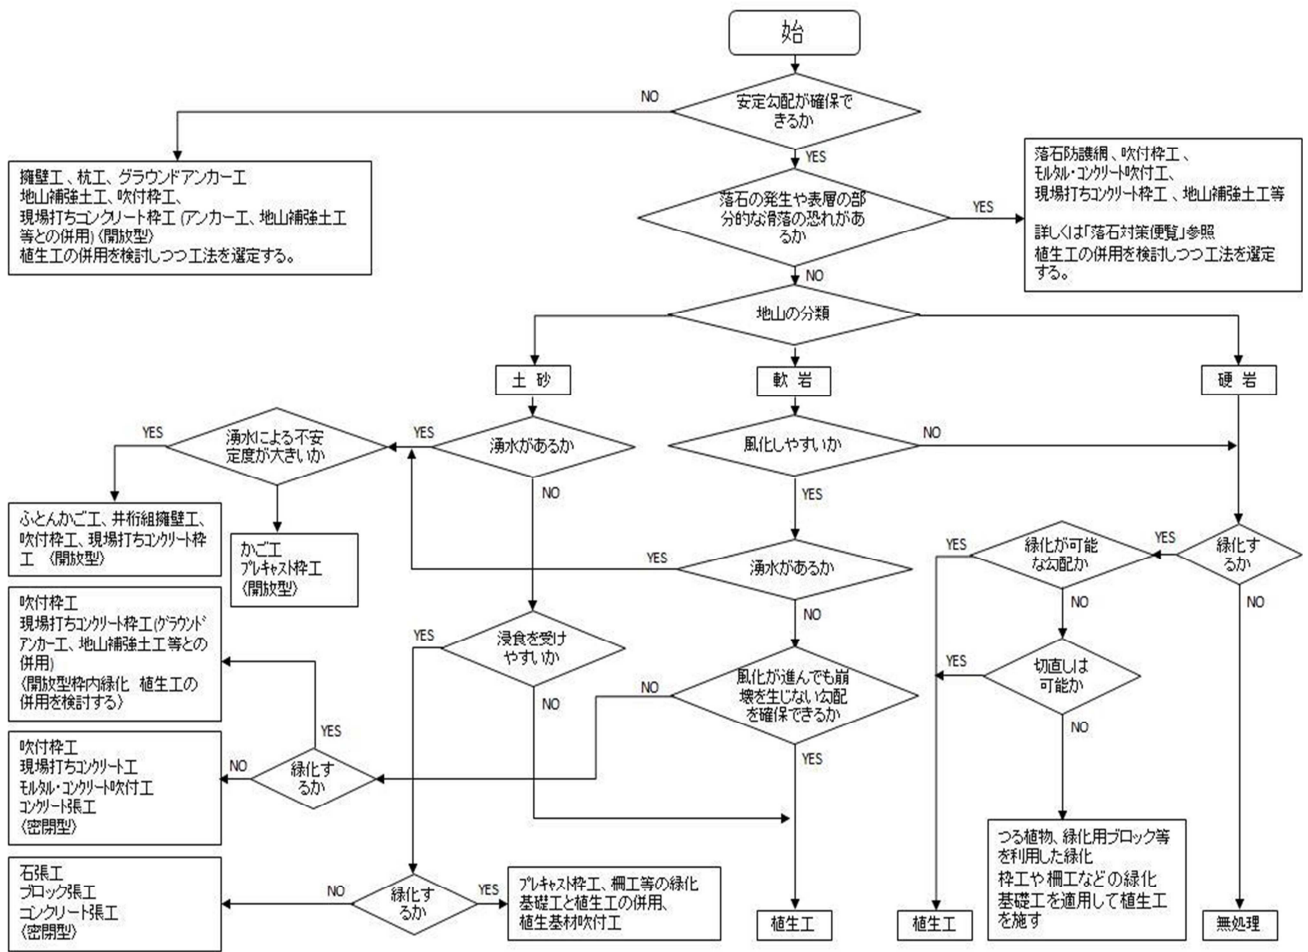 始
安定勾配が確保で
きるか
NO
YES
擁壁工、杭工、グラウンドアンカー工
地山補強土工、吹付枠工、
現場打ちコンクリート枠工 (アンカー工、地山補強土工
等との併用)〈開放型〉
植生工の併用を検討しつつ工法を選定する。
落石の発生や表層の部
分的な滑落の恐れがあ
るか
YES
NO
落石防護網、吹付枠工、
モルタル・コンクリート吹付工、
現場打ちコンクリート枠工、地山補強土工等
詳しくは「落石対策便覧」参照
植生工の併用を検討しつつ工法を選定
する。
地山の分類
土 砂
軟 岩
硬 岩
湧水による不安
定度が大きいか
YES
湧水があるか
YES
NO
風化しやすいか
NO
YES
ふとんかご工、井桁組擁壁工、
吹付枠工、現場打ちコンクリート枠
工 〈開放型〉
かご工
プレキャスト枠工
〈開放型〉
湧水があるか
YES
NO
緑化が可能
な勾配か
YES
NO
緑化す
るか
YES
NO
吹付枠工
現場打ちコンクリート枠工(グラウンド
アンカー工、地山補強土工等との
併用)
〈開放型枠内緑化 植生工の
併用を検討する〉
浸食を受け
やすいか
YES
NO
風化が進んでも崩
壊を生じない勾配
を確保できるか
NO
YES
切直しは
可能か
YES
NO
吹付枠工
現場打ちコンクリート工
モルタル・コンクリート吹付工
コンクリート張工
〈密閉型〉
緑化す
るか
YES
NO
石張工
ブロック張工
コンクリート張工
〈密閉型〉
緑化す
るか
NO
YES
プレキャスト枠工、柵工等の緑化
基礎工と植生工の併用、
植生基材吹付工
植生工
植生工
つる植物、緑化用ブロック等
を利用した緑化
枠工や柵工などの緑化
基礎工を適用して植生工
を施す
無処理